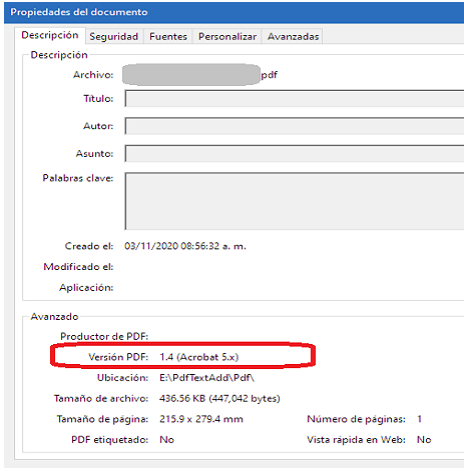 Propiedades del documento
Descripción Seguridad Fuentes Personalizar Avanzadas
Descripción
Archivo: pdf
Título:
Autor:
Asunto:
Palabras clave:
Creado el: 03/11/2020 08:56:32 a. m.
Modificado el:
Aplicación:
Avanzado
Productor de PDF:
Versión PDF: 1.4 (Acrobat 5.x)
Ubicación: E:\PdfTextAdd\Pdf\
Tamaño de archivo: 436.56 KB (447,042 bytes)
Tamaño de página: 215.9 x 279.4 mm Número de páginas: 1
PDF etiquetado: No Vista rápida en Web: No